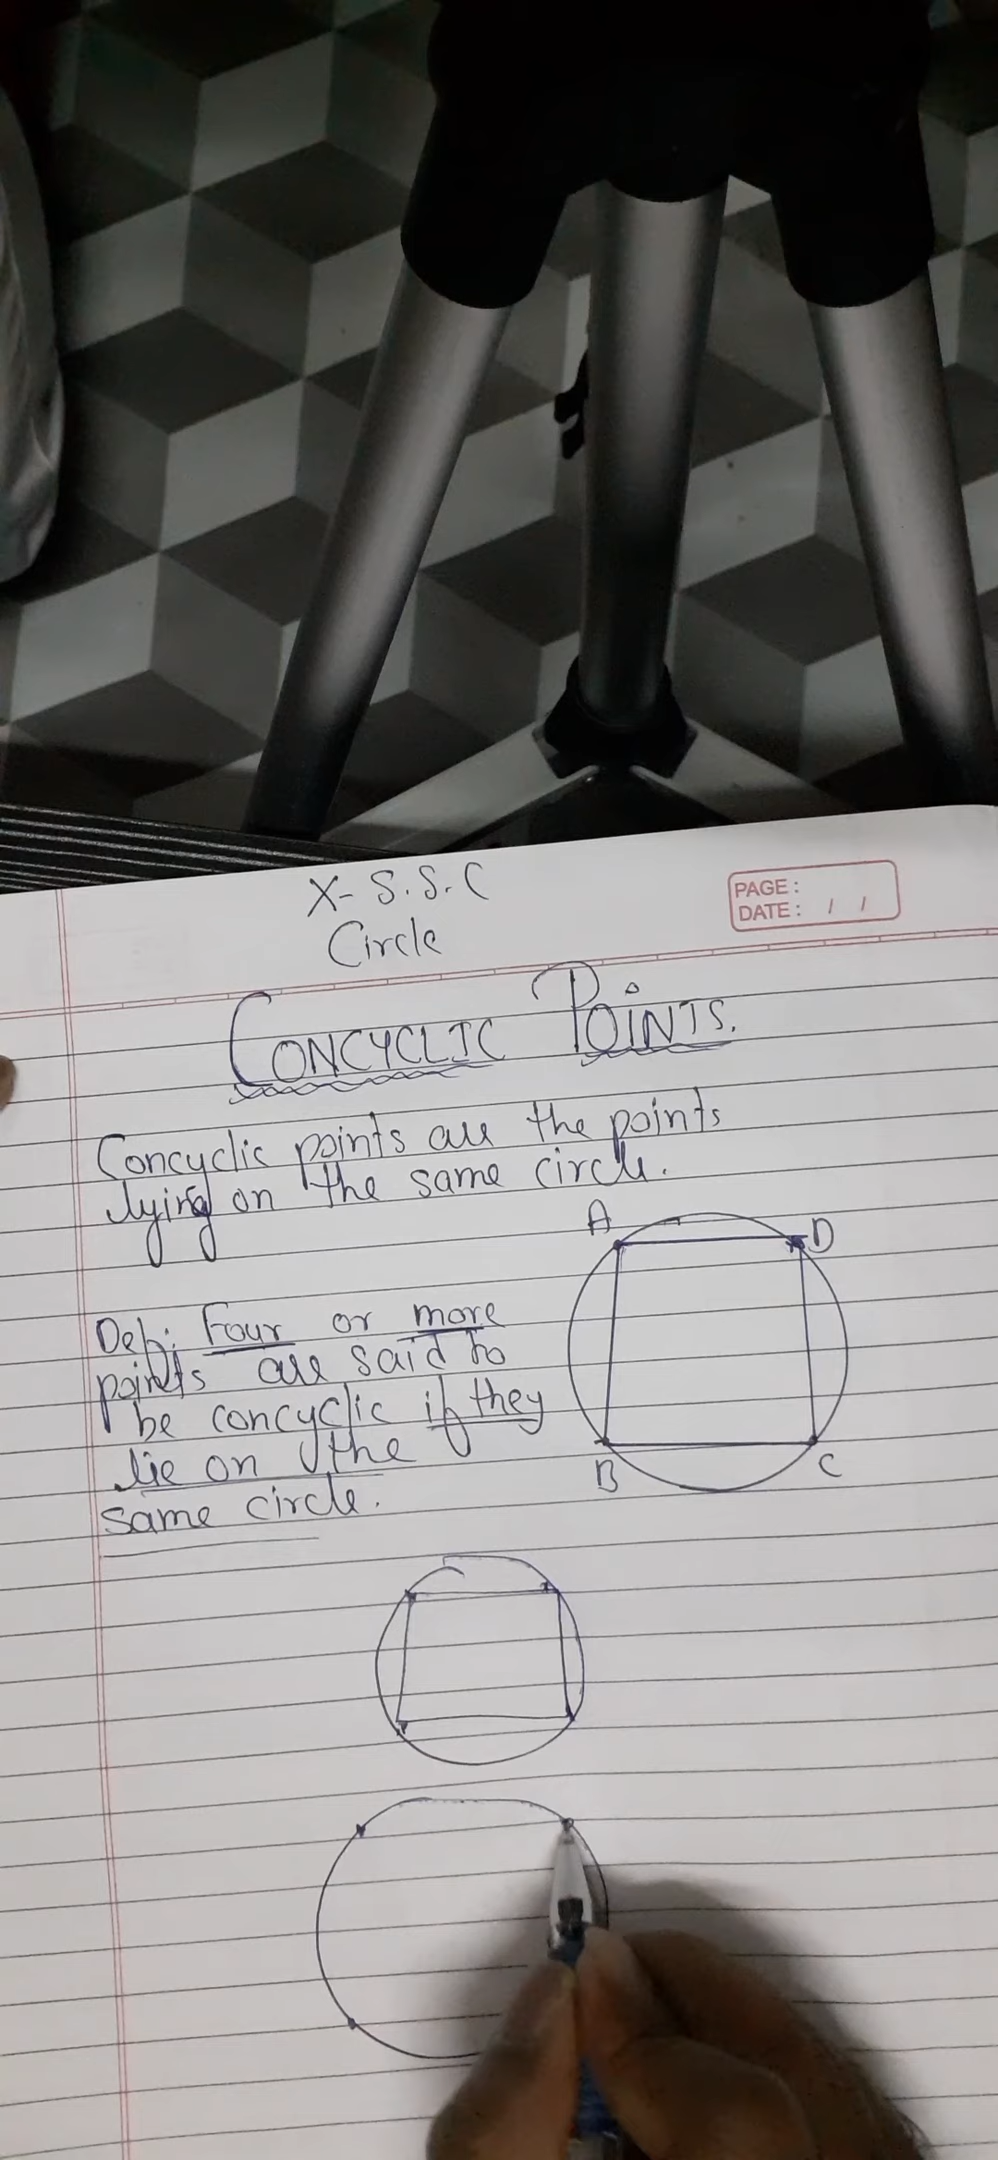 X- S.S.C
Circle
PAGE:
DATE: / /
CONCYCLIC POINTS.
Concyclic points are the points
lying on the same circle.
A
D
Def: Four or more
points are said to
be concyclic if they
lie on the
same circle.
B
C